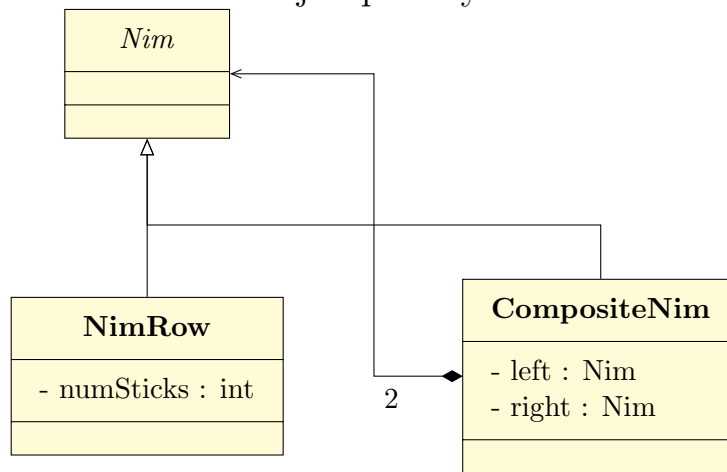 Nim
NimRow
- numSticks : int
CompositeNim
- left : Nim
- right : Nim
2